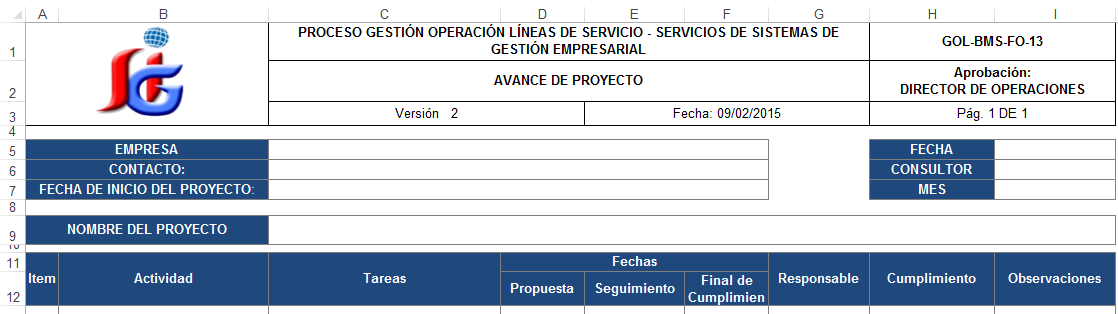 A B C D E F G H I
1 PROCESO GESTIÓN OPERACIÓN LÍNEAS DE SERVICIO - SERVICIOS DE SISTEMAS DE
GESTIÓN EMPRESARIAL
GOL-BMS-FO-13
2 AVANCE DE PROYECTO
Aprobación:
DIRECTOR DE OPERACIONES
3 Versión 2 Fecha: 09/02/2015 Pág. 1 DE 1
4
5 EMPRESA FECHA
6 CONTACTO: CONSULTOR
7 FECHA DE INICIO DEL PROYECTO: MES
8
9 NOMBRE DEL PROYECTO
10
11 Item Actividad Tareas Fechas Responsable Cumplimiento Observaciones
12 Propuesta Seguimiento Final de
Cumplimien